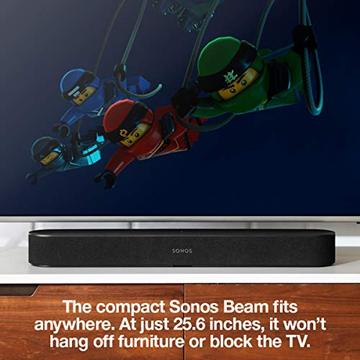 SONOS
The compact Sonos Beam fits
anywhere. At just 25.6 inches, it won't
hang off furniture or block the TV.